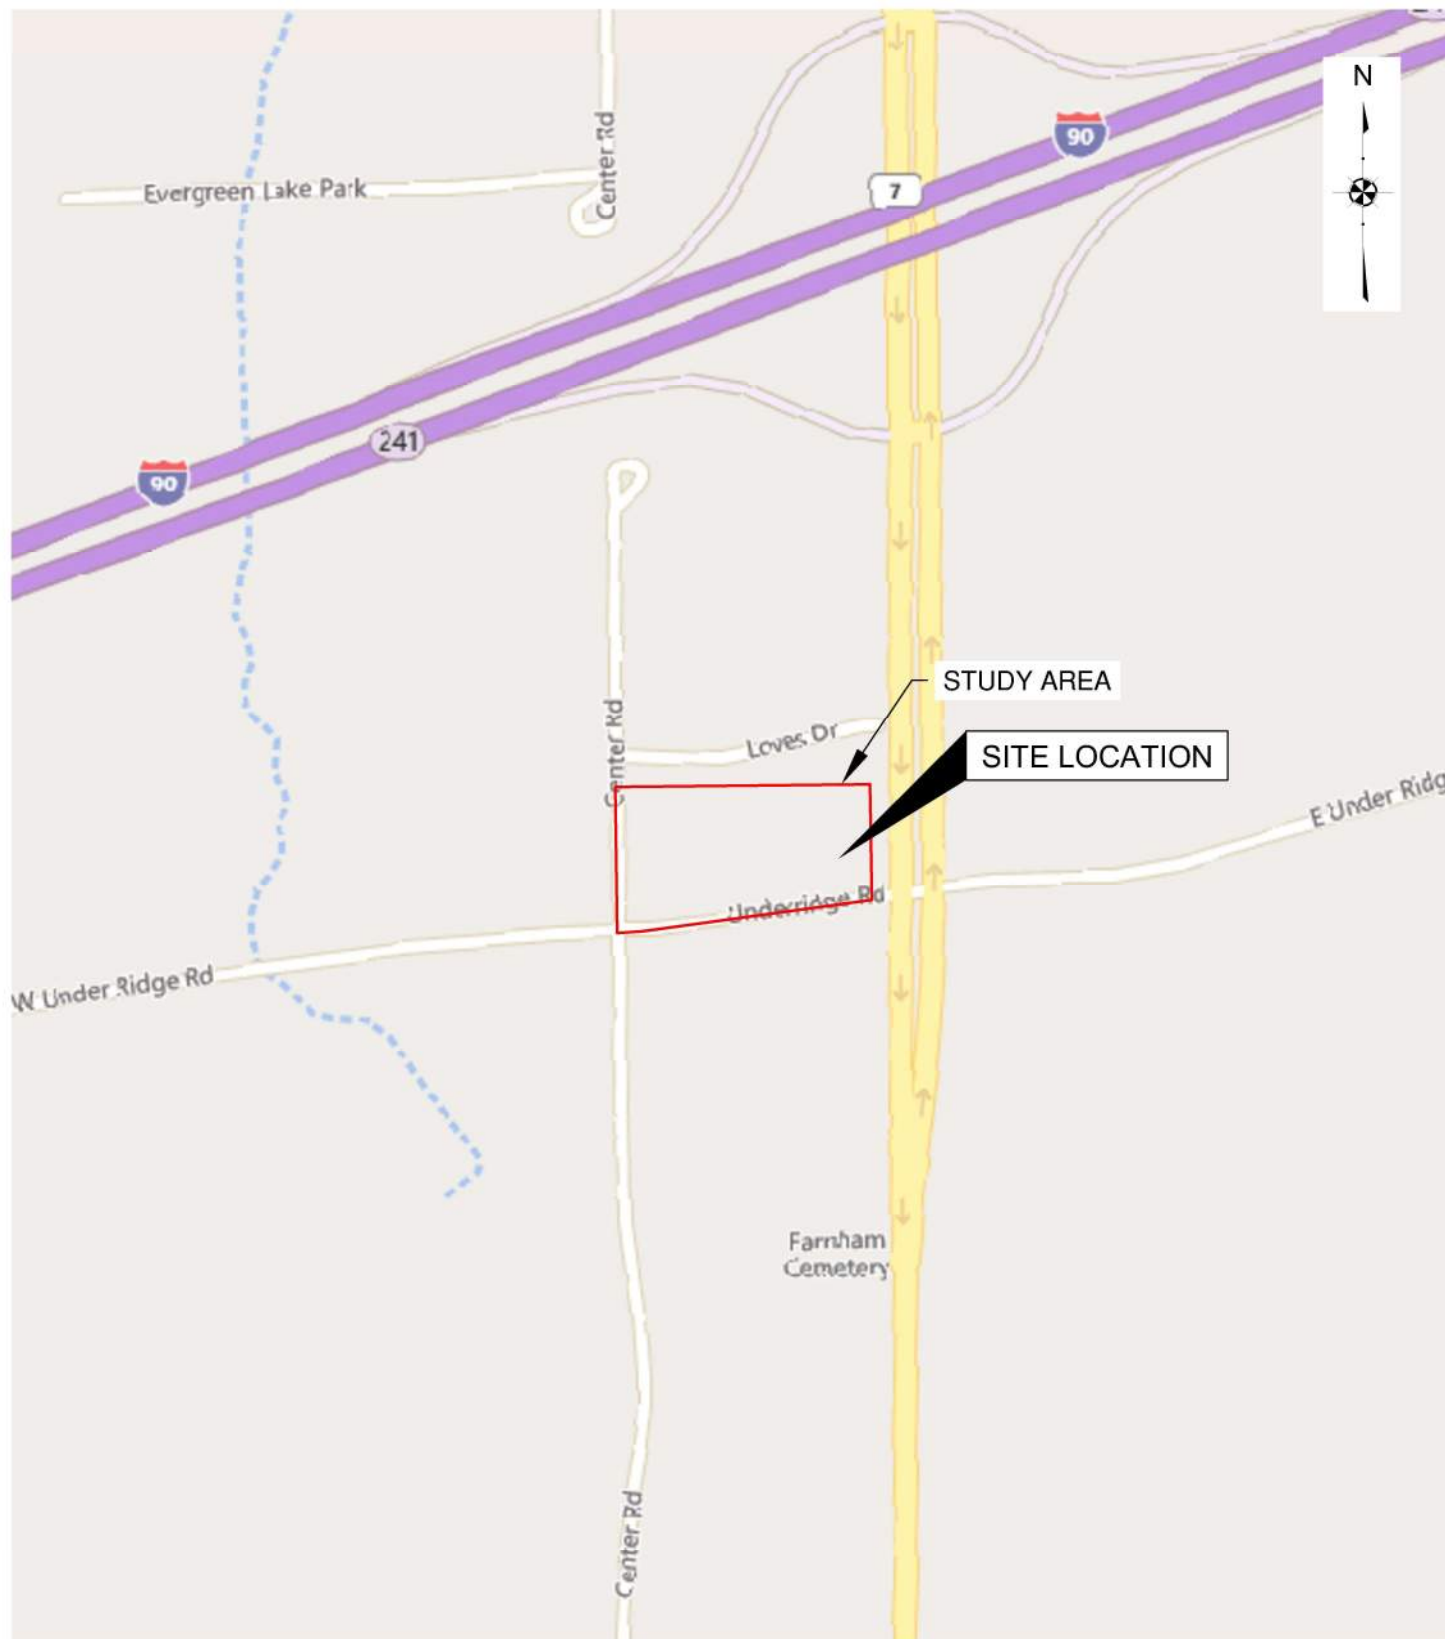 N
90
7
Center Rd
Evergreen Lake Park
241
90
STUDY AREA
Center Rd
Loves Dr
SITE LOCATION
E Under Ridg
Underridge Rd
W Under Ridge Rd
Farnham
Cemetery
Center Rd